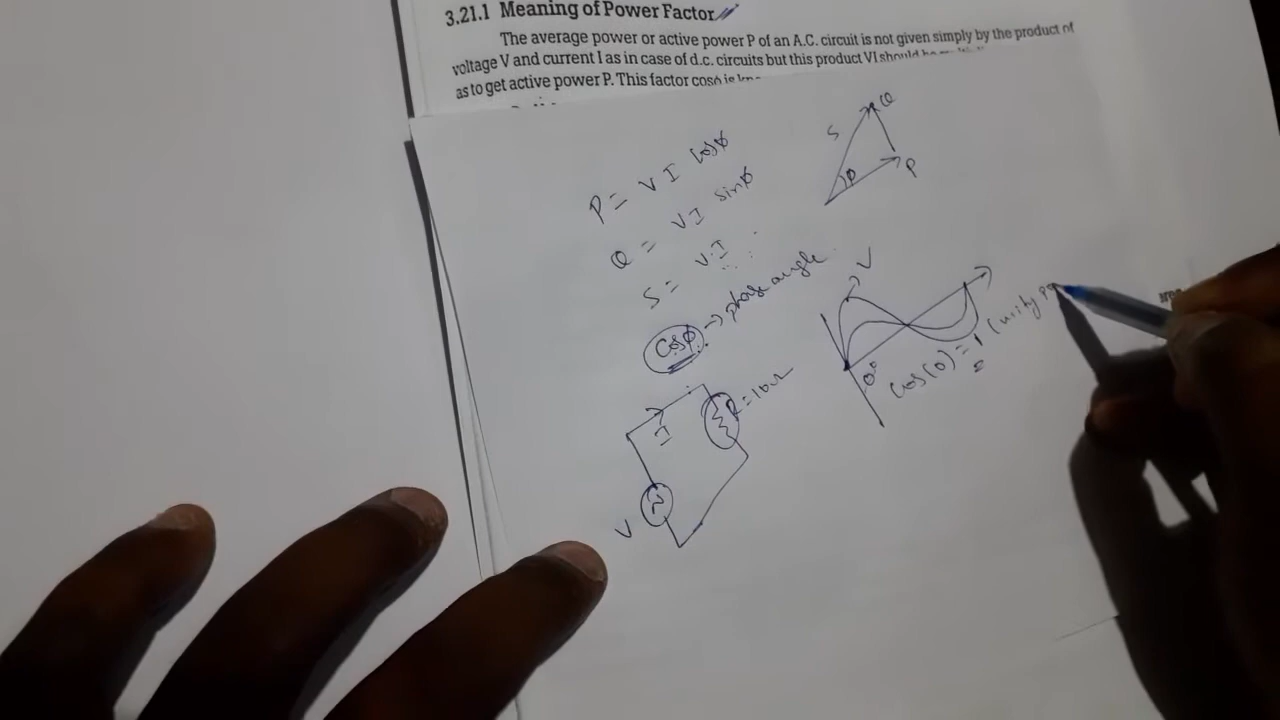 3.21.1 Meaning of Power Factor
The average power or active power P of an A.C. circuit is not given simply by the product of
voltage V and current I as in case of d.c. circuits but this product VI should be
as to get active power P. This factor cosϕ is
P = V I cosϕ
Q = VI sinϕ
S = V.I
cosϕ → phase angle
S
Q
ϕ
P
V
0°
cos(0) = 1 (unity
I
R=10Ω
V